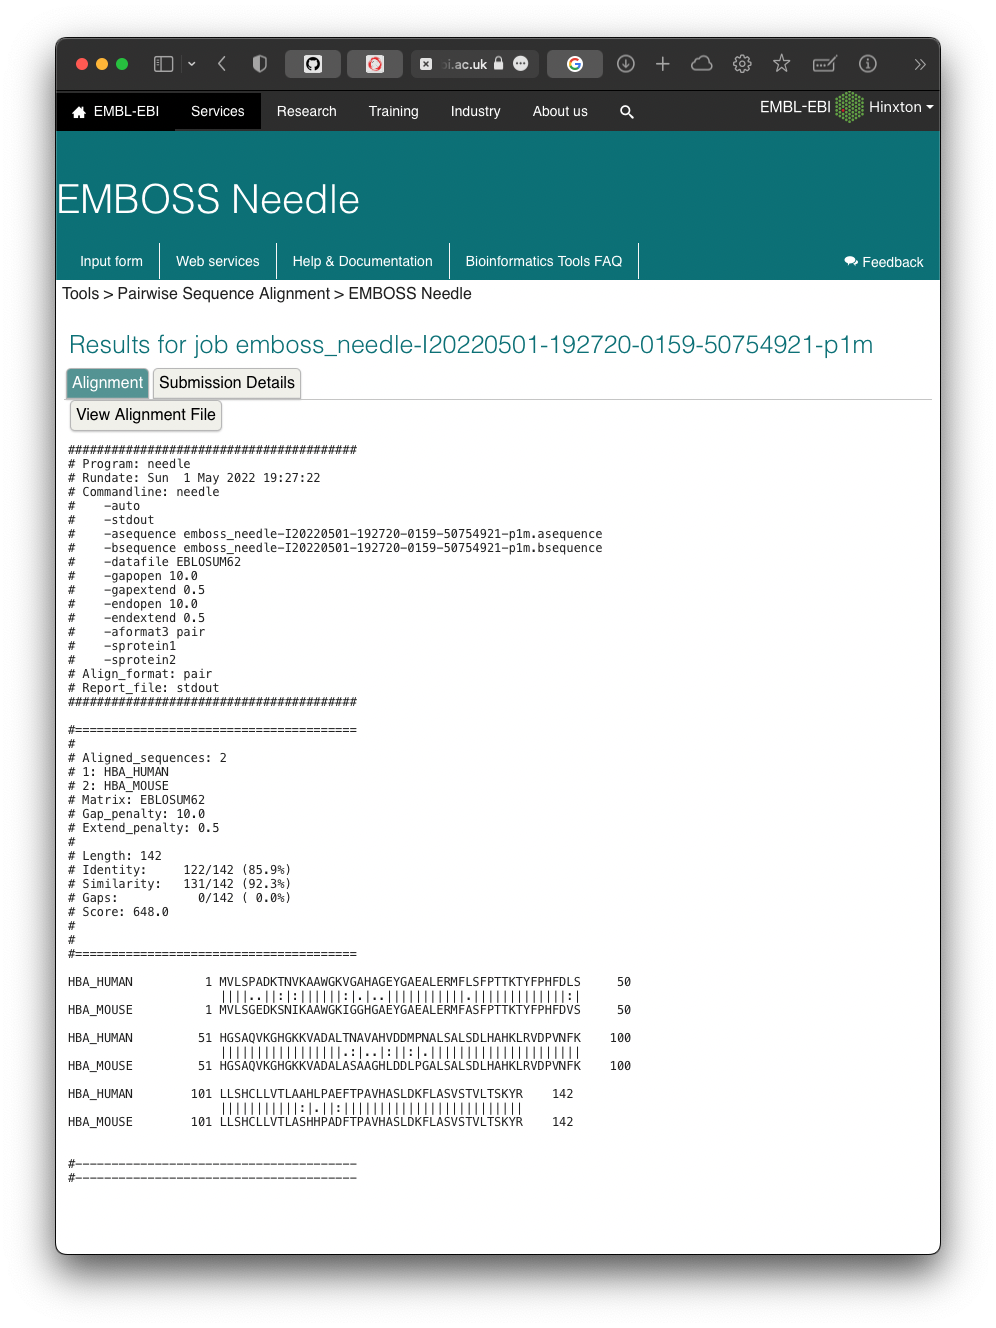 .ac.uk
EMBL-EBI Services Research Training Industry About us EMBL-EBI Hinxton
EMBOSS Needle
Input form Web services Help & Documentation Bioinformatics Tools FAQ Feedback
Tools > Pairwise Sequence Alignment > EMBOSS Needle
Results for job emboss_needle-I20220501-192720-0159-50754921-p1m
Alignment Submission Details
View Alignment File
########################################
# Program: needle
# Rundate: Sun  1 May 2022 19:27:22
# Commandline: needle
#    -auto
#    -stdout
#    -asequence emboss_needle-I20220501-192720-0159-50754921-p1m.asequence
#    -bsequence emboss_needle-I20220501-192720-0159-50754921-p1m.bsequence
#    -datafile EBLOSUM62
#    -gapopen 10.0
#    -gapextend 0.5
#    -endopen 10.0
#    -endextend 0.5
#    -aformat3 pair
#    -sprotein1
#    -sprotein2
# Align_format: pair
# Report_file: stdout
########################################
#=======================================
#
# Aligned_sequences: 2
# 1: HBA_HUMAN
# 2: HBA_MOUSE
# Matrix: EBLOSUM62
# Gap_penalty: 10.0
# Extend_penalty: 0.5
#
# Length: 142
# Identity:     122/142 (85.9%)
# Similarity:   131/142 (92.3%)
# Gaps:           0/142 ( 0.0%)
# Score: 648.0
#
#
#=======================================
HBA_HUMAN          1 MVLSPADKTNVKAAWGKVGAHAGEYGAEALERMFLSFPTTKTYFPHFDLS     50
                     ||||..||:|:||||||:|.|..|||||||||||.|||||||||||||:|
HBA_MOUSE          1 MVLSGEDKSNIKAAWGKIGGHGAEYGAEALERMFASFPTTKTYFPHFDVS     50
HBA_HUMAN         51 HGSAQVKGHGKKVADALTNAVAHVDDMPNALSALSDLHAHKLRVDPVNFK    100
                     |||||||||||||||||.:|..|:||:|.|||||||||||||||||||||
HBA_MOUSE         51 HGSAQVKGHGKKVADALASAAGHLDDLPGALSALSDLHAHKLRVDPVNFK    100
HBA_HUMAN        101 LLSHCLLVTLAAHLPAEFTPAVHASLDKFLASVSTVLTSKYR    142
                     |||||||||||:|.||:|||||||||||||||||||||||||
HBA_MOUSE        101 LLSHCLLVTLASHHPADFTPAVHASLDKFLASVSTVLTSKYR    142
#---------------------------------------
#---------------------------------------